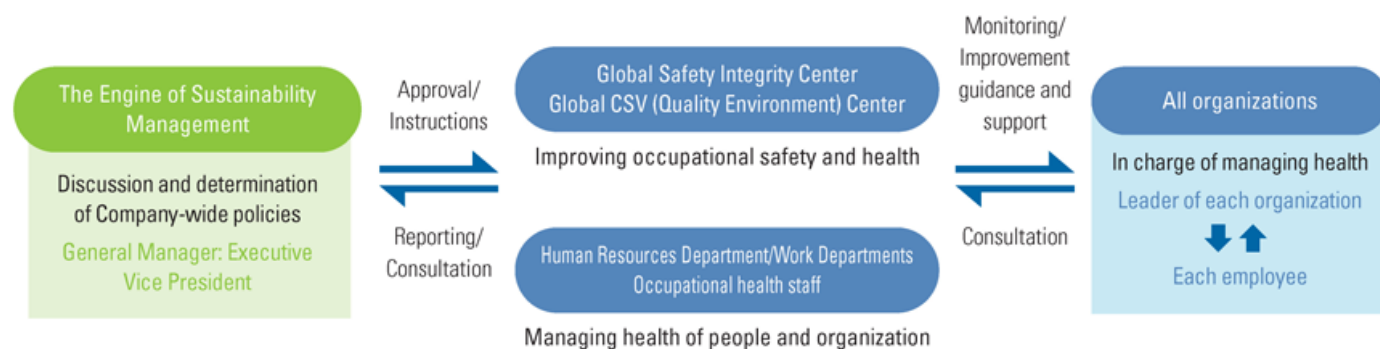 The Engine of Sustainability
Management
Discussion and determination
of Company-wide policies
General Manager: Executive
Vice President
Approval/
Instructions
Reporting/
Consultation
Global Safety Integrity Center
Global CSV (Quality Environment) Center
Improving occupational safety and health
Human Resources Department/Work Departments
Occupational health staff
Managing health of people and organization
Monitoring/
Improvement
guidance and
support
Consultation
All organizations
In charge of managing health
Leader of each organization
Each employee